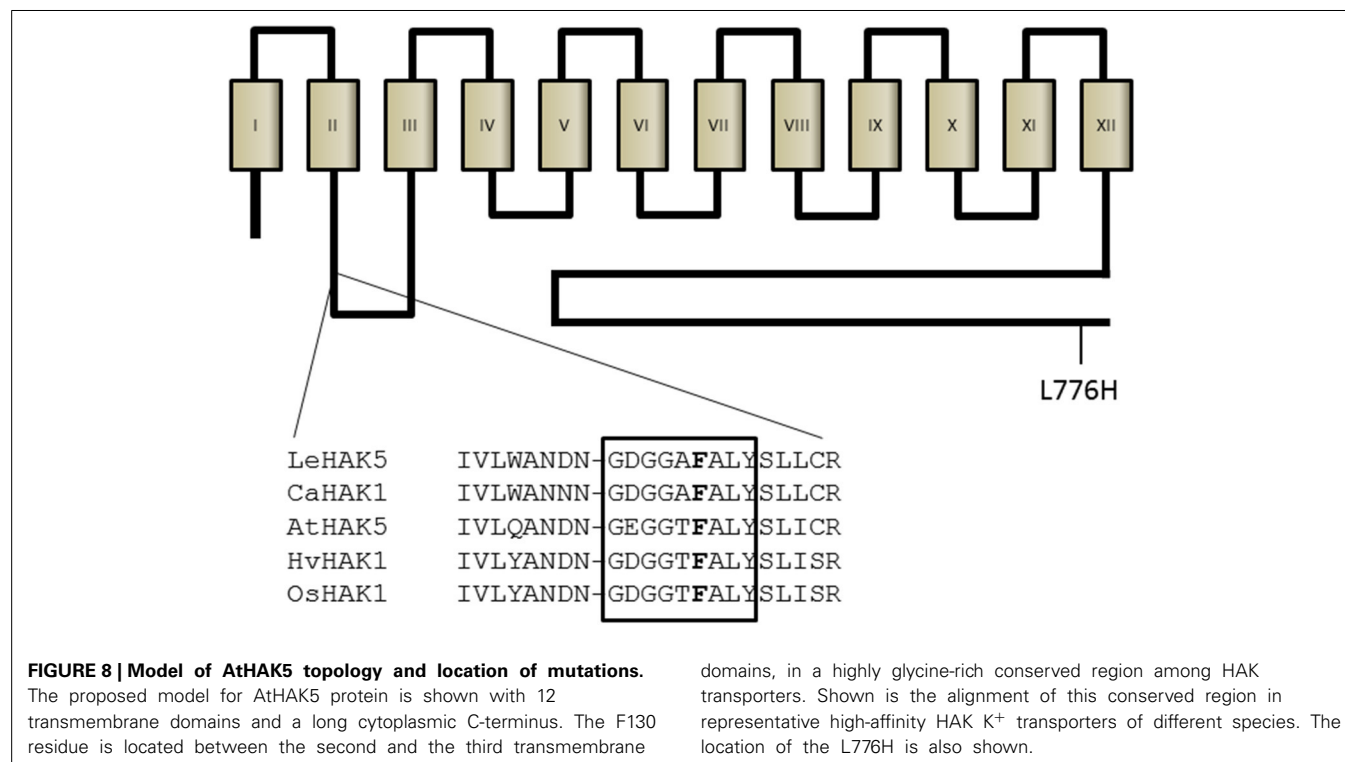 I II III IV V VI VII VIII IX X XI XII
L776H
LeHAK5 IVLWANDN-GDGGAFALYSLLCR
CaHAK1 IVLWANNN-GDGGAFALYSLLCR
AtHAK5 IVLQANDN-GEGGTFALYSLICR
HvHAK1 IVLYANDN-GDGGTFALYSLISR
OsHAK1 IVLYANDN-GDGGTFALYSLISR
FIGURE 8 | Model of AtHAK5 topology and location of mutations.
The proposed model for AtHAK5 protein is shown with 12
transmembrane domains and a long cytoplasmic C-terminus. The F130
residue is located between the second and the third transmembrane
domains, in a highly glycine-rich conserved region among HAK
transporters. Shown is the alignment of this conserved region in
representative high-affinity HAK K+ transporters of different species. The
location of the L776H is also shown.